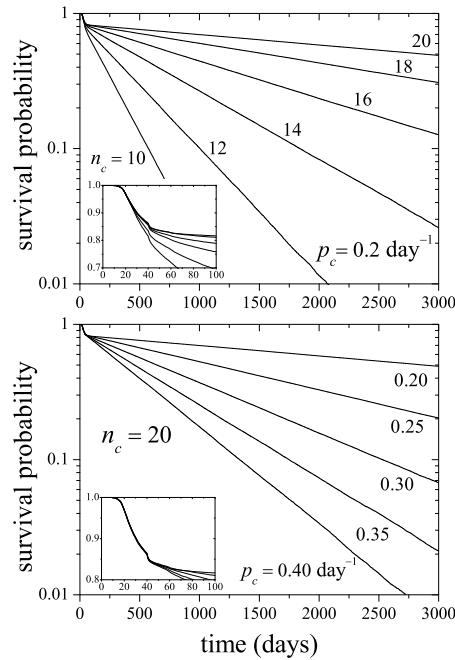 survival probability
1
0.1
0.01
20
18
16
14
12
n_c = 10
1.0
0.9
0.8
0.7
0 20 40 60 80 100
p_c = 0.2 day⁻¹
0 500 1000 1500 2000 2500 3000
survival probability
1
0.1
0.01
0.20
0.25
0.30
0.35
n_c = 20
1.0
0.9
0.8
0 20 40 60 80 100
p_c = 0.40 day⁻¹
0 500 1000 1500 2000 2500 3000
time (days)